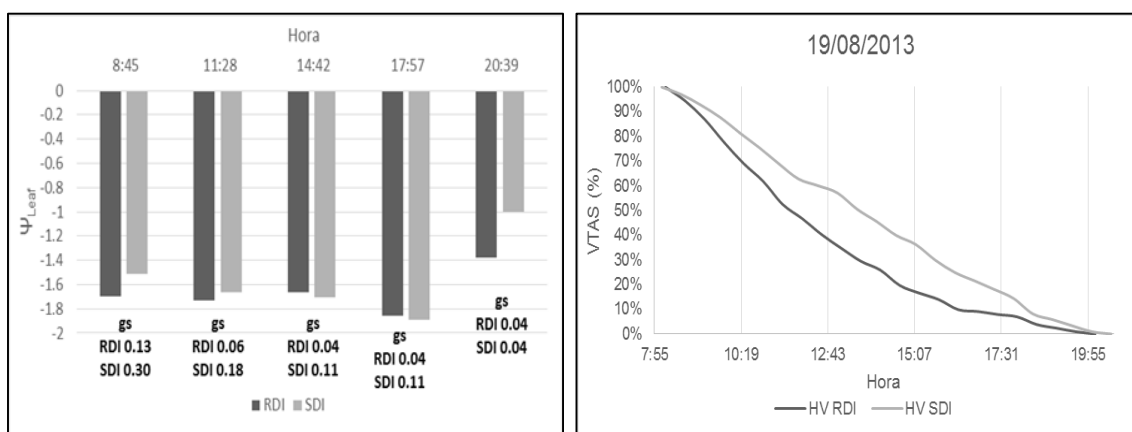 Hora
8:45 11:28 14:42 17:57 20:39
0
-0.2
-0.4
-0.6
-0.8
-1
-1.2
-1.4
-1.6
-1.8
-2
ΨLeaf
gs
RDI 0.13
SDI 0.30
gs
RDI 0.06
SDI 0.18
gs
RDI 0.04
SDI 0.11
gs
RDI 0.04
SDI 0.11
gs
RDI 0.04
SDI 0.04
RDI SDI
19/08/2013
100%
90%
80%
70%
60%
50%
40%
30%
20%
10%
0%
VTAS (%)
7:55 10:19 12:43 15:07 17:31 19:55
Hora
HV RDI HV SDI